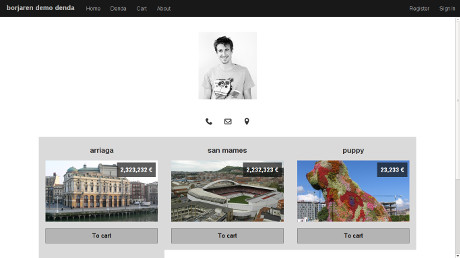 borjaren demo denda Home Denda Cart About Register Sign in
arriaga san mames puppy
2,323,232 € 2,232,323 € 23,233 €
To cart To cart To cart